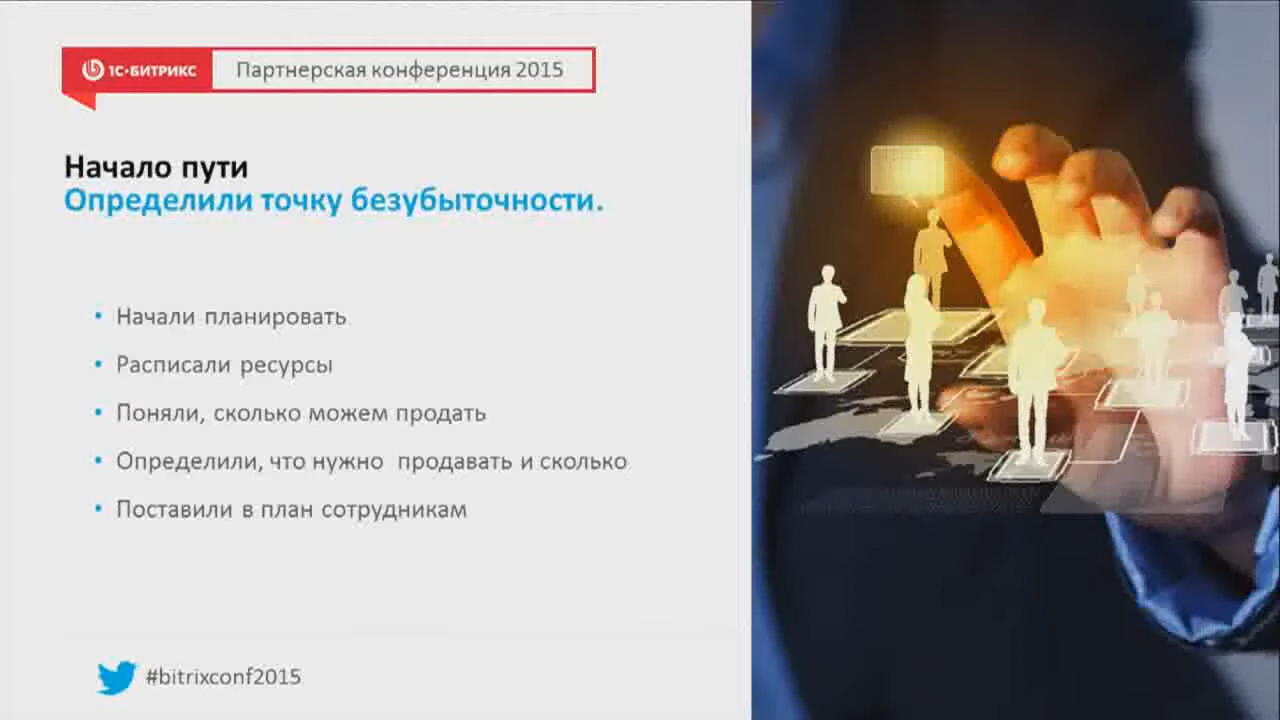 1С-БИТРИКС Партнерская конференция 2015
Начало пути
Определили точку безубыточности.
• Начали планировать
• Расписали ресурсы
• Поняли, сколько можем продать
• Определили, что нужно продавать и сколько
• Поставили в план сотрудникам
#bitrixconf2015